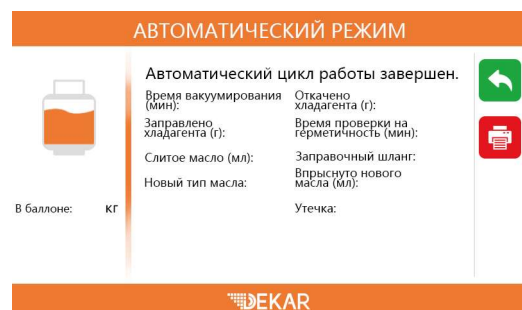 АВТОМАТИЧЕСКИЙ РЕЖИМ
Автоматический цикл работы завершен.
Время вакуумирования
(мин):
Откачено
хладагента (г):
Заправлено
хладагента (г):
Время проверки на
герметичность (мин):
Слитое масло (мл):
Заправочный шланг:
Новый тип масла:
Впрыснуто нового
масла (мл):
В баллоне: кг
Утечка:
DEKAR